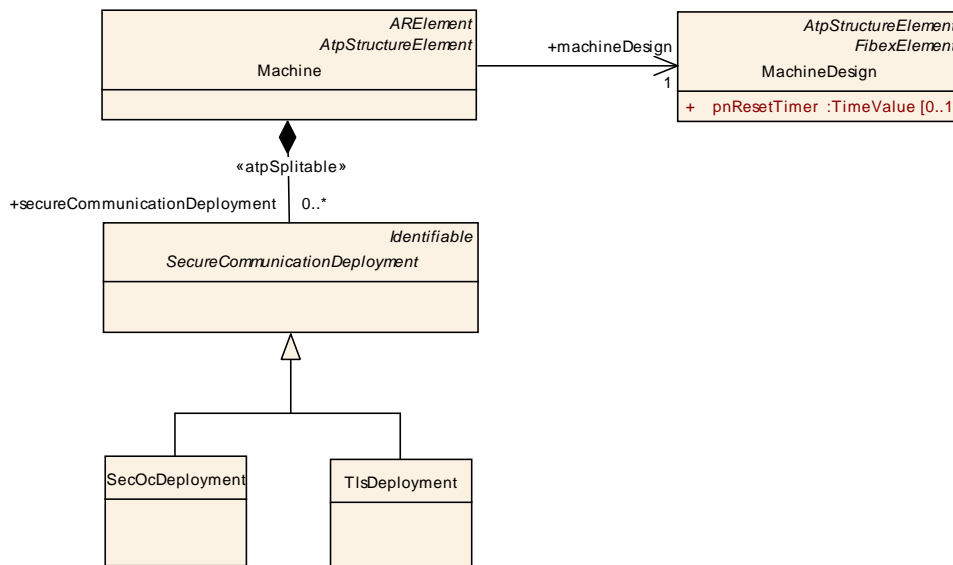 ARElement
AtpStructureElement
Machine
+machineDesign
1
AtpStructureElement
FibexElement
MachineDesign
+ pnResetTimer :TimeValue [0..1
«atpSplitable»
+secureCommunicationDeployment 0..*
Identifiable
SecureCommunicationDeployment
SecOcDeployment
TlsDeployment